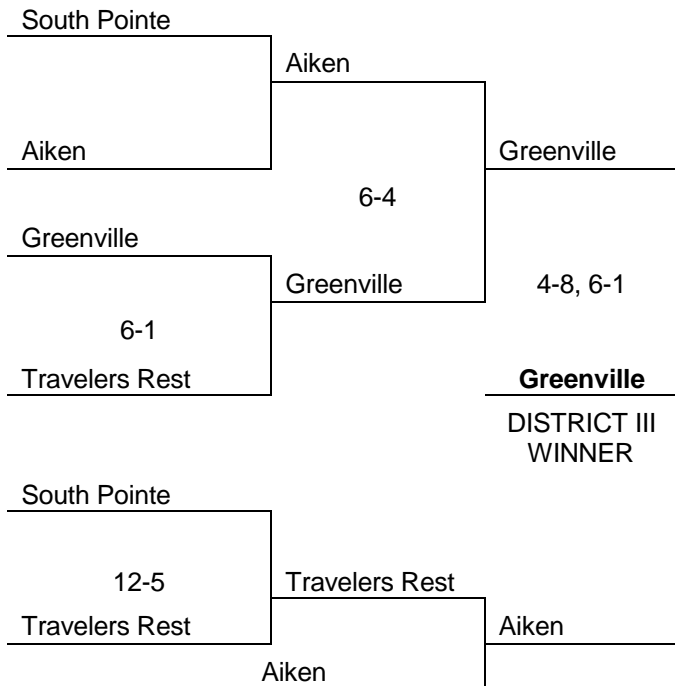 South Pointe
Aiken
Aiken
Greenville
6-4
Greenville
Greenville
4-8, 6-1
6-1
Travelers Rest
Greenville
DISTRICT III
WINNER
South Pointe
12-5
Travelers Rest
Travelers Rest
Aiken
Aiken